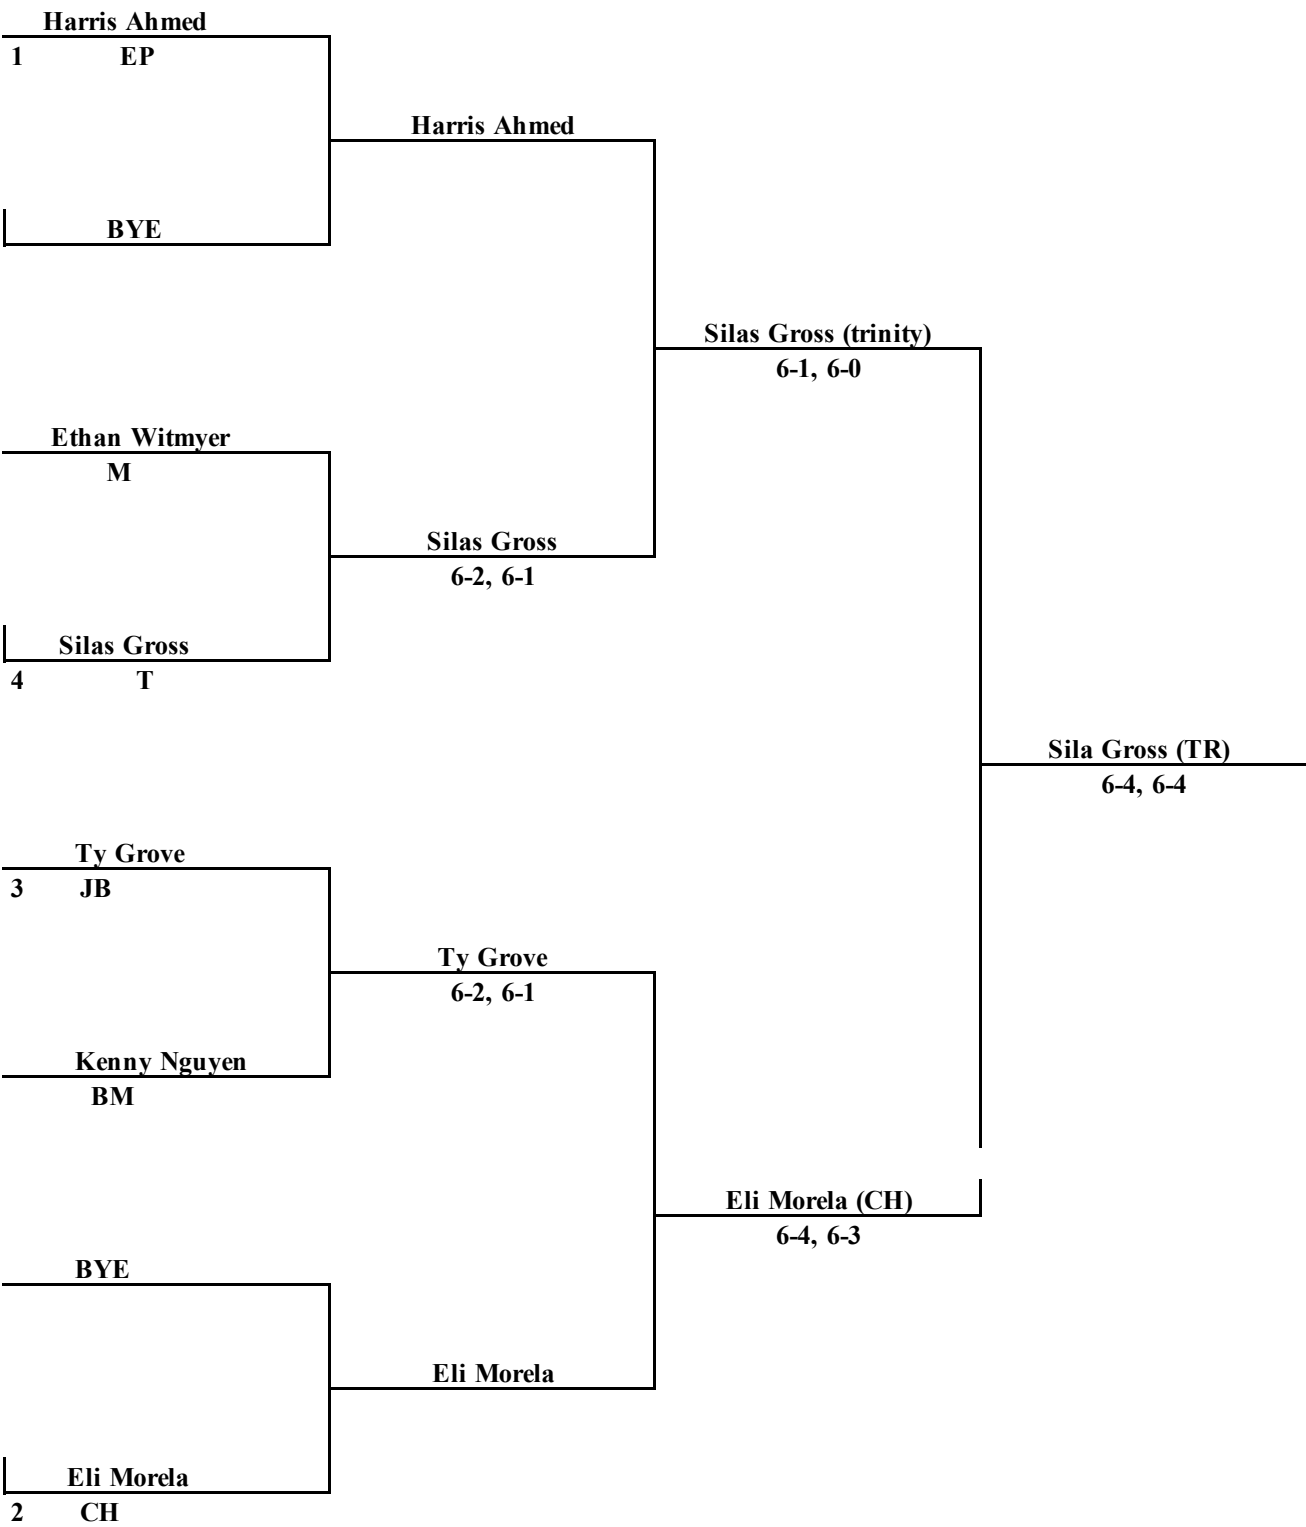 Harris Ahmed
1 EP
Harris Ahmed
BYE
Silas Gross (trinity)
6-1, 6-0
Ethan Witmyer
M
Silas Gross
6-2, 6-1
Silas Gross
4 T
Sila Gross (TR)
6-4, 6-4
Ty Grove
3 JB
Ty Grove
6-2, 6-1
Kenny Nguyen
BM
Eli Morela (CH)
6-4, 6-3
BYE
Eli Morela
Eli Morela
2 CH